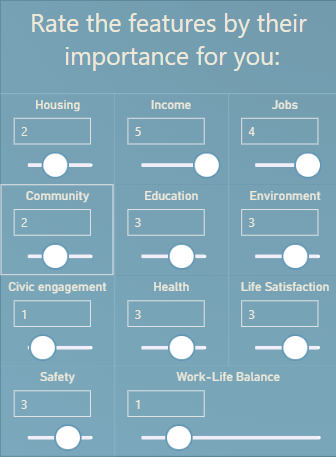 Rate the features by their
importance for you:
Housing Income Jobs
2 5 4
Community Education Environment
2 3 3
Civic engagement Health Life Satisfaction
1 3 3
Safety Work-Life Balance
3 1